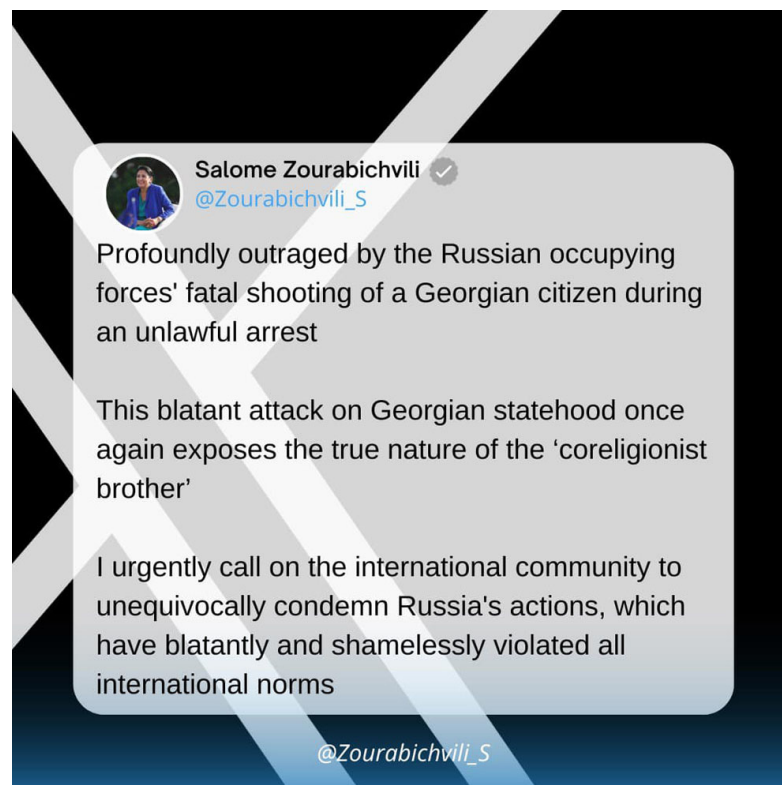 Salome Zourabichvili
@Zourabichvili_S
Profoundly outraged by the Russian occupying
forces' fatal shooting of a Georgian citizen during
an unlawful arrest
This blatant attack on Georgian statehood once
again exposes the true nature of the ‘coreligionist
brother’
I urgently call on the international community to
unequivocally condemn Russia's actions, which
have blatantly and shamelessly violated all
international norms
@Zourabichvili_S